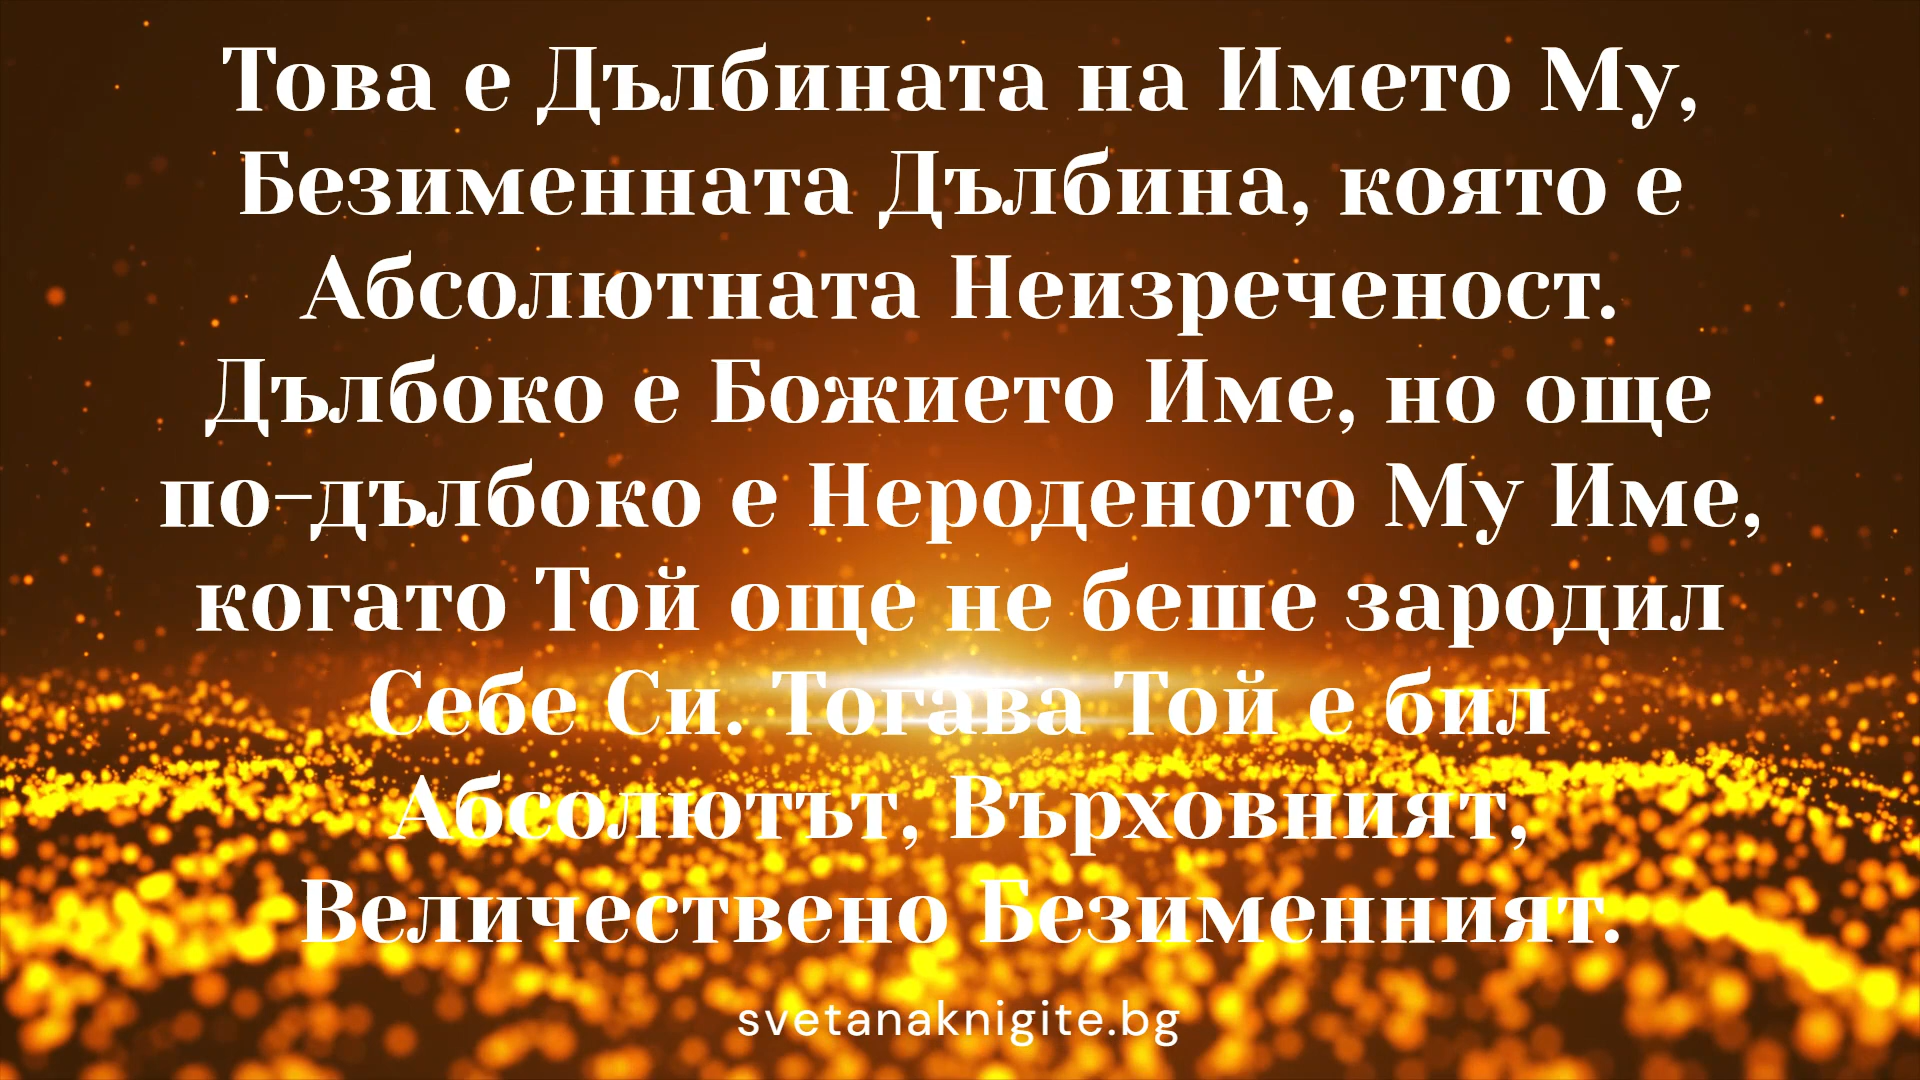 Това е Дълбината на Името Му,
Безименната Дълбина, която е
Абсолютната Неизреченост.
Дълбоко е Божието Име, но още
по-дълбоко е Нероденото Му Име,
когато Той още не беше зародил
Себе Си. Тогава Той е бил
Абсолютът, Върховният,
Величествено Безименният.
svetanaknigite.bg